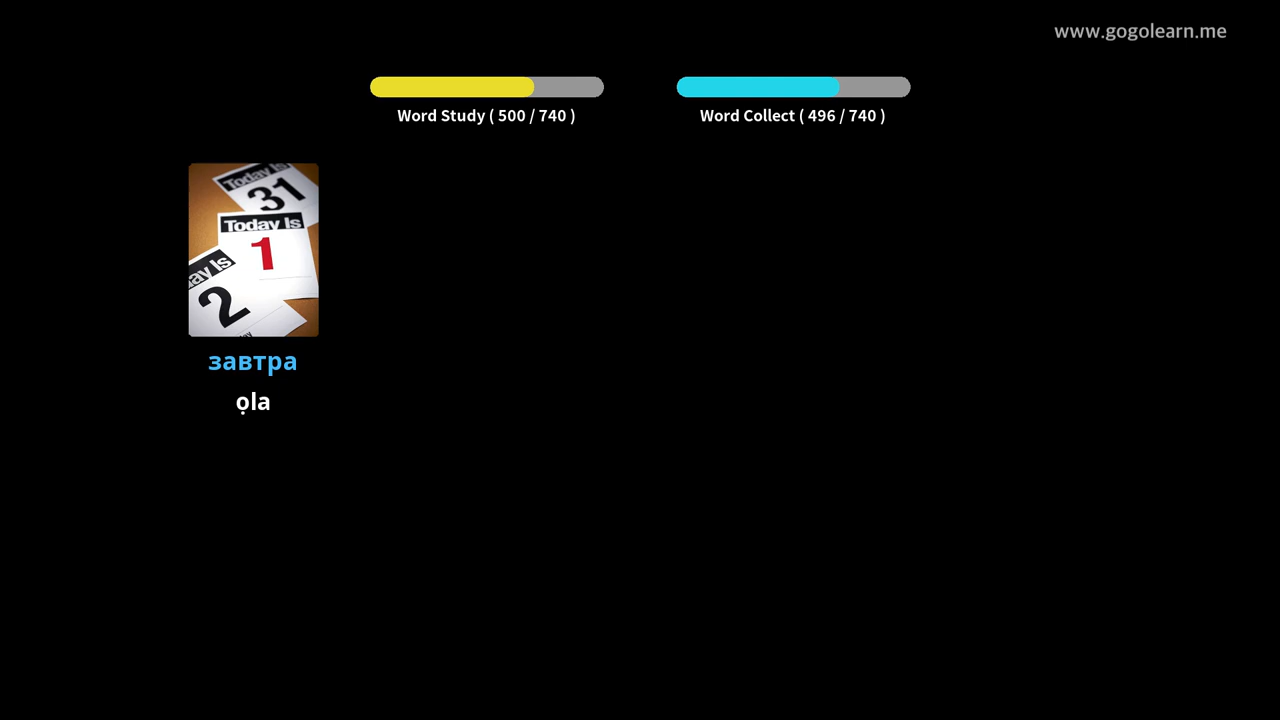 www.gogolearn.me
Word Study ( 500 / 740 )
Word Collect ( 496 / 740 )
Today Is
31
Today Is
1
ay Is
2
завтра
ọla